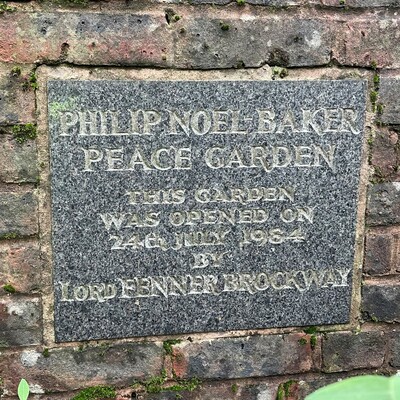 PHILIP NOEL-BAKER
PEACE GARDEN
THIS GARDEN
WAS OPENED ON
24th JULY 1984
BY
LORD FENNER BROCKWAY